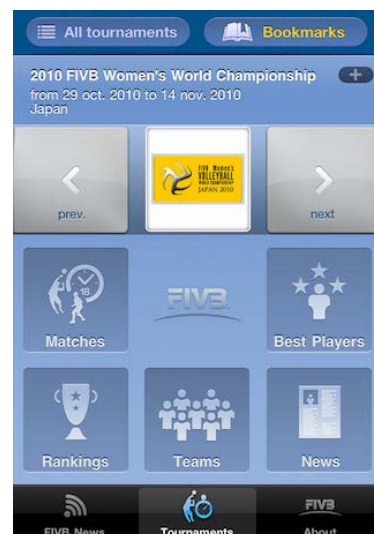 All tournaments
Bookmarks
2010 FIVB Women's World Championship
from 29 oct. 2010 to 14 nov. 2010
Japan
prev.
FIVB Women's
VOLLEYBALL
WORLD CHAMPIONSHIP
JAPAN 2010
next
18
Matches
FIVB
Best Players
Rankings
Teams
News
FIVB News
Tournaments
FIVB
About